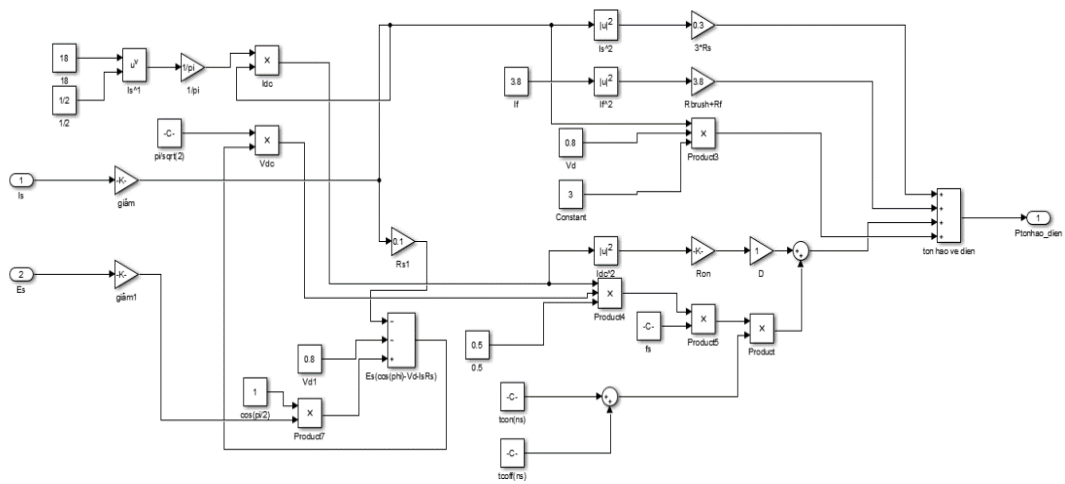 18
18
1/2
1/2
u^v
Is^1
1/pi
1/pi
×
Idc
-C-
pi/sqrt(2)
×
Vdc
1
Is
-K-
giảm
2
Es
-K-
giảm1
0.1
Rs1
0.8
Vd1
1
cos(pi/2)
×
Product7
−
−
+
Es(cos(phi)-Vd-IsRs)
|u|²
Is^2
0.3
3*Rs
3.8
If
|u|²
If^2
3.8
Rbrush+Rf
0.8
Vd
×
Product3
3
Constant
|u|²
Idc^2
-K-
Ron
1
D
+
+
×
Product4
0.5
0.5
-C-
fs
×
Product5
×
Product
-C-
tcon(ns)
-C-
tcoff(ns)
+
+
+
+
+
+
ton hao ve dien
1
Ptonhao_dien